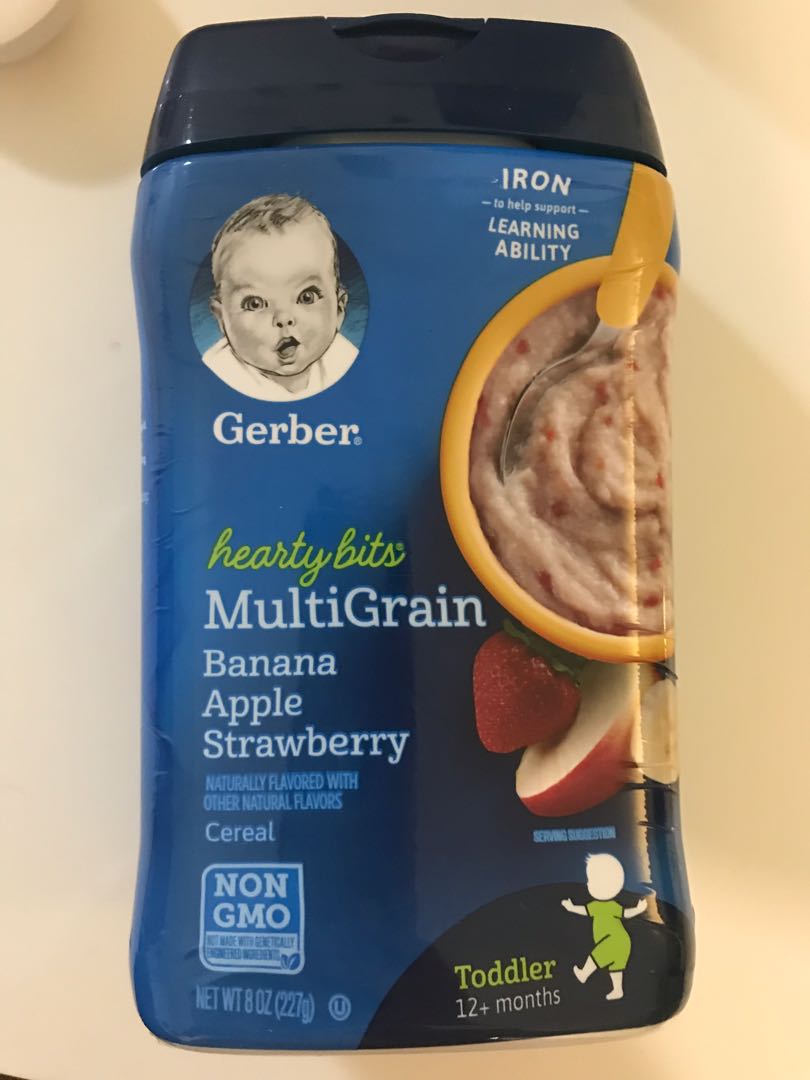 IRON
to help support
LEARNING
ABILITY
Gerber®
hearty bits®
MultiGrain
Banana
Apple
Strawberry
NATURALLY FLAVORED WITH
OTHER NATURAL FLAVORS
Cereal
SERVING SUGGESTION
NON
GMO
NOT MADE WITH GENETICALLY
ENGINEERED INGREDIENTS
Toddler
12+ months
NET WT 8 OZ (227g)
U